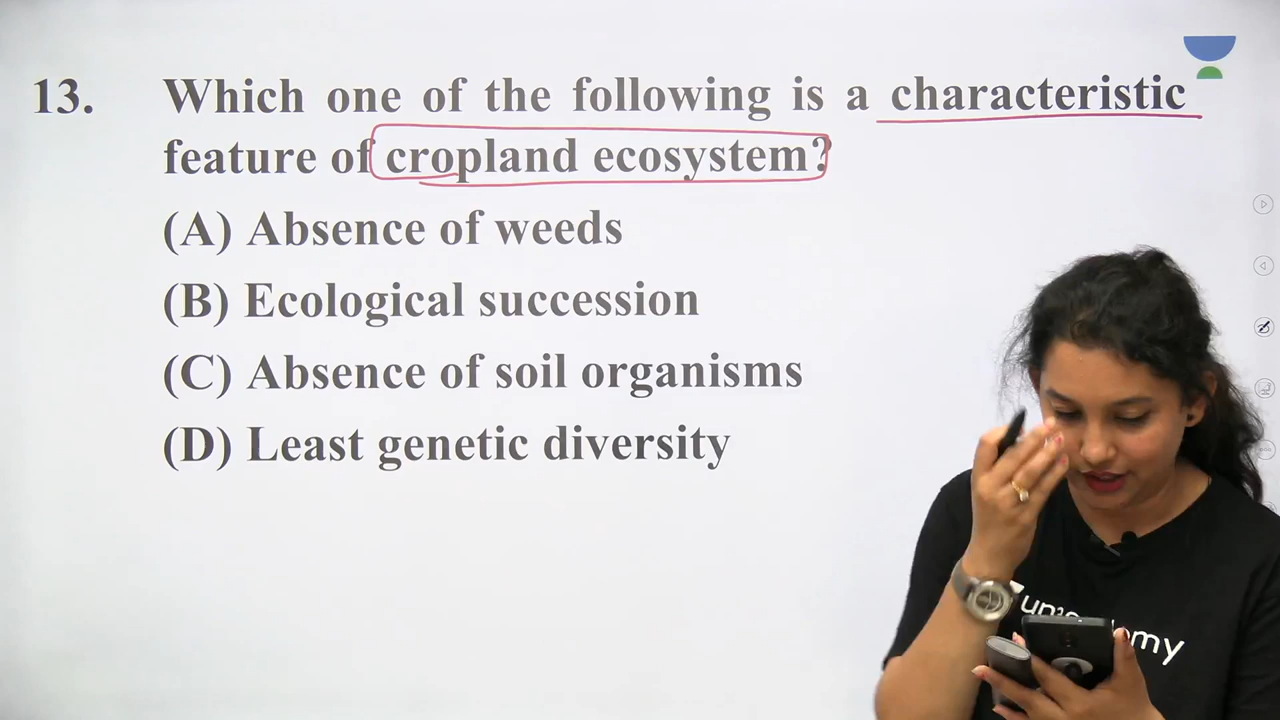 13. Which one of the following is a characteristic
feature of cropland ecosystem?
(A) Absence of weeds
(B) Ecological succession
(C) Absence of soil organisms
(D) Least genetic diversity